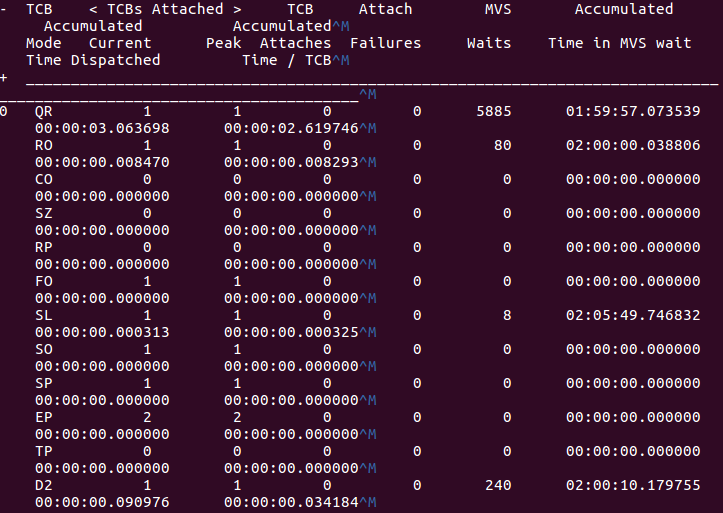 -  TCB    < TCBs Attached >     TCB     Attach        MVS       Accumulated
     Accumulated          Accumulated^M
   Mode   Current      Peak  Attaches  Failures     Waits    Time in MVS wait
   Time Dispatched         Time / TCB^M
+  _____________________________________________________________________________
________________________________________^M
0   QR          1         1         0         0      5885      01:59:57.073539
    00:00:03.063698      00:00:02.619746^M
    RO          1         1         0         0        80      02:00:00.038806
    00:00:00.008470      00:00:00.008293^M
    CO          0         0         0         0         0      00:00:00.000000
    00:00:00.000000      00:00:00.000000^M
    SZ          0         0         0         0         0      00:00:00.000000
    00:00:00.000000      00:00:00.000000^M
    RP          0         0         0         0         0      00:00:00.000000
    00:00:00.000000      00:00:00.000000^M
    FO          1         1         0         0         0      00:00:00.000000
    00:00:00.000000      00:00:00.000000^M
    SL          1         1         0         0         8      02:05:49.746832
    00:00:00.000313      00:00:00.000325^M
    SO          1         1         0         0         0      00:00:00.000000
    00:00:00.000000      00:00:00.000000^M
    SP          1         1         0         0         0      00:00:00.000000
    00:00:00.000000      00:00:00.000000^M
    EP          2         2         0         0         0      00:00:00.000000
    00:00:00.000000      00:00:00.000000^M
    TP          0         0         0         0         0      00:00:00.000000
    00:00:00.000000      00:00:00.000000^M
    D2          1         1         0         0       240      02:00:10.179755
    00:00:00.090976      00:00:00.034184^M